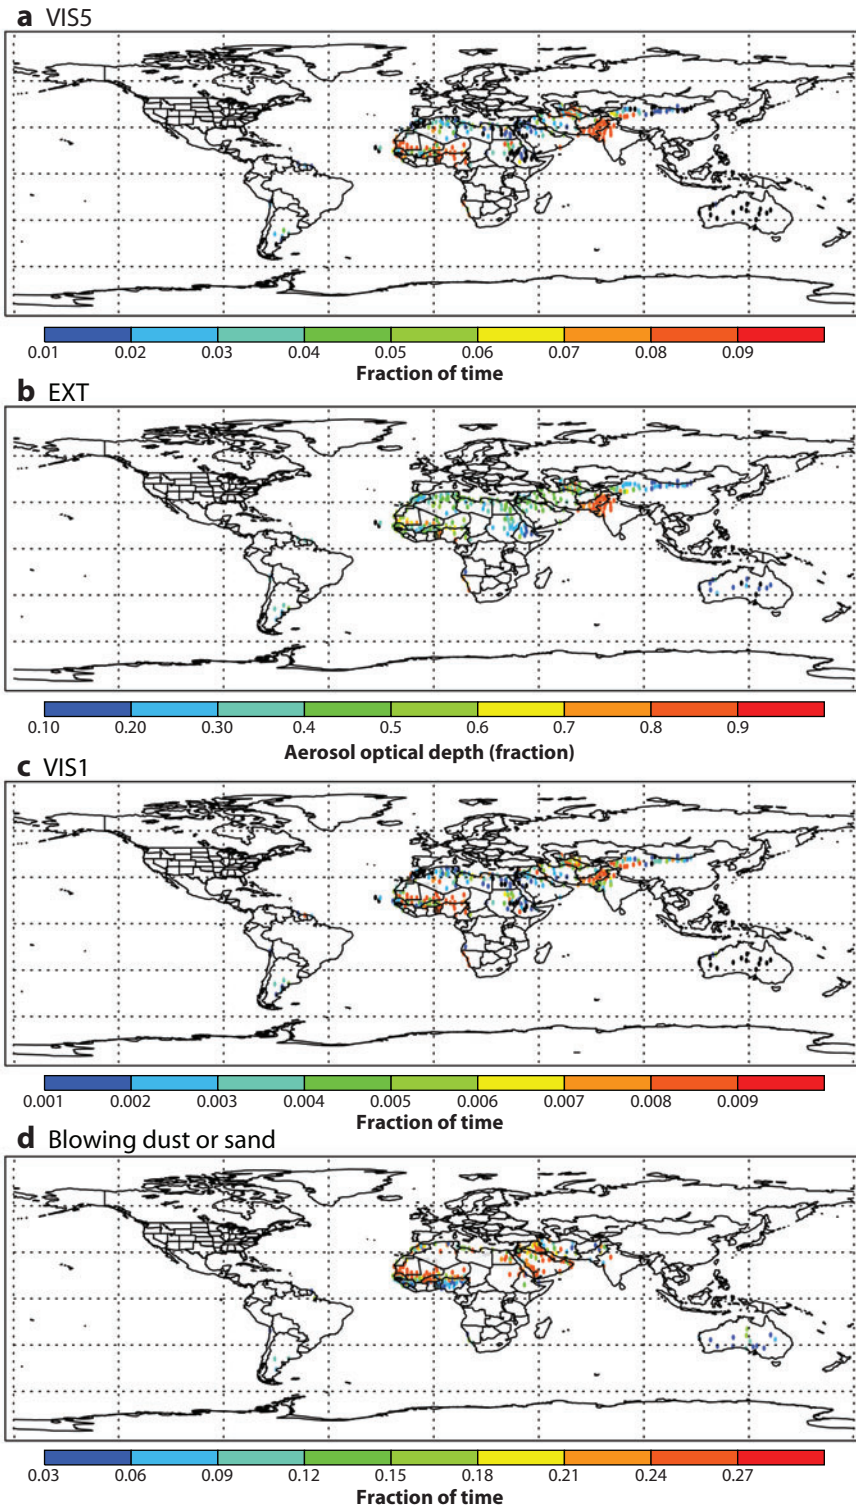 a VIS5
0.01 0.02 0.03 0.04 0.05 0.06 0.07 0.08 0.09
Fraction of time
b EXT
0.10 0.20 0.30 0.4 0.5 0.6 0.7 0.8 0.9
Aerosol optical depth (fraction)
c VIS1
0.001 0.002 0.003 0.004 0.005 0.006 0.007 0.008 0.009
Fraction of time
d Blowing dust or sand
0.03 0.06 0.09 0.12 0.15 0.18 0.21 0.24 0.27
Fraction of time